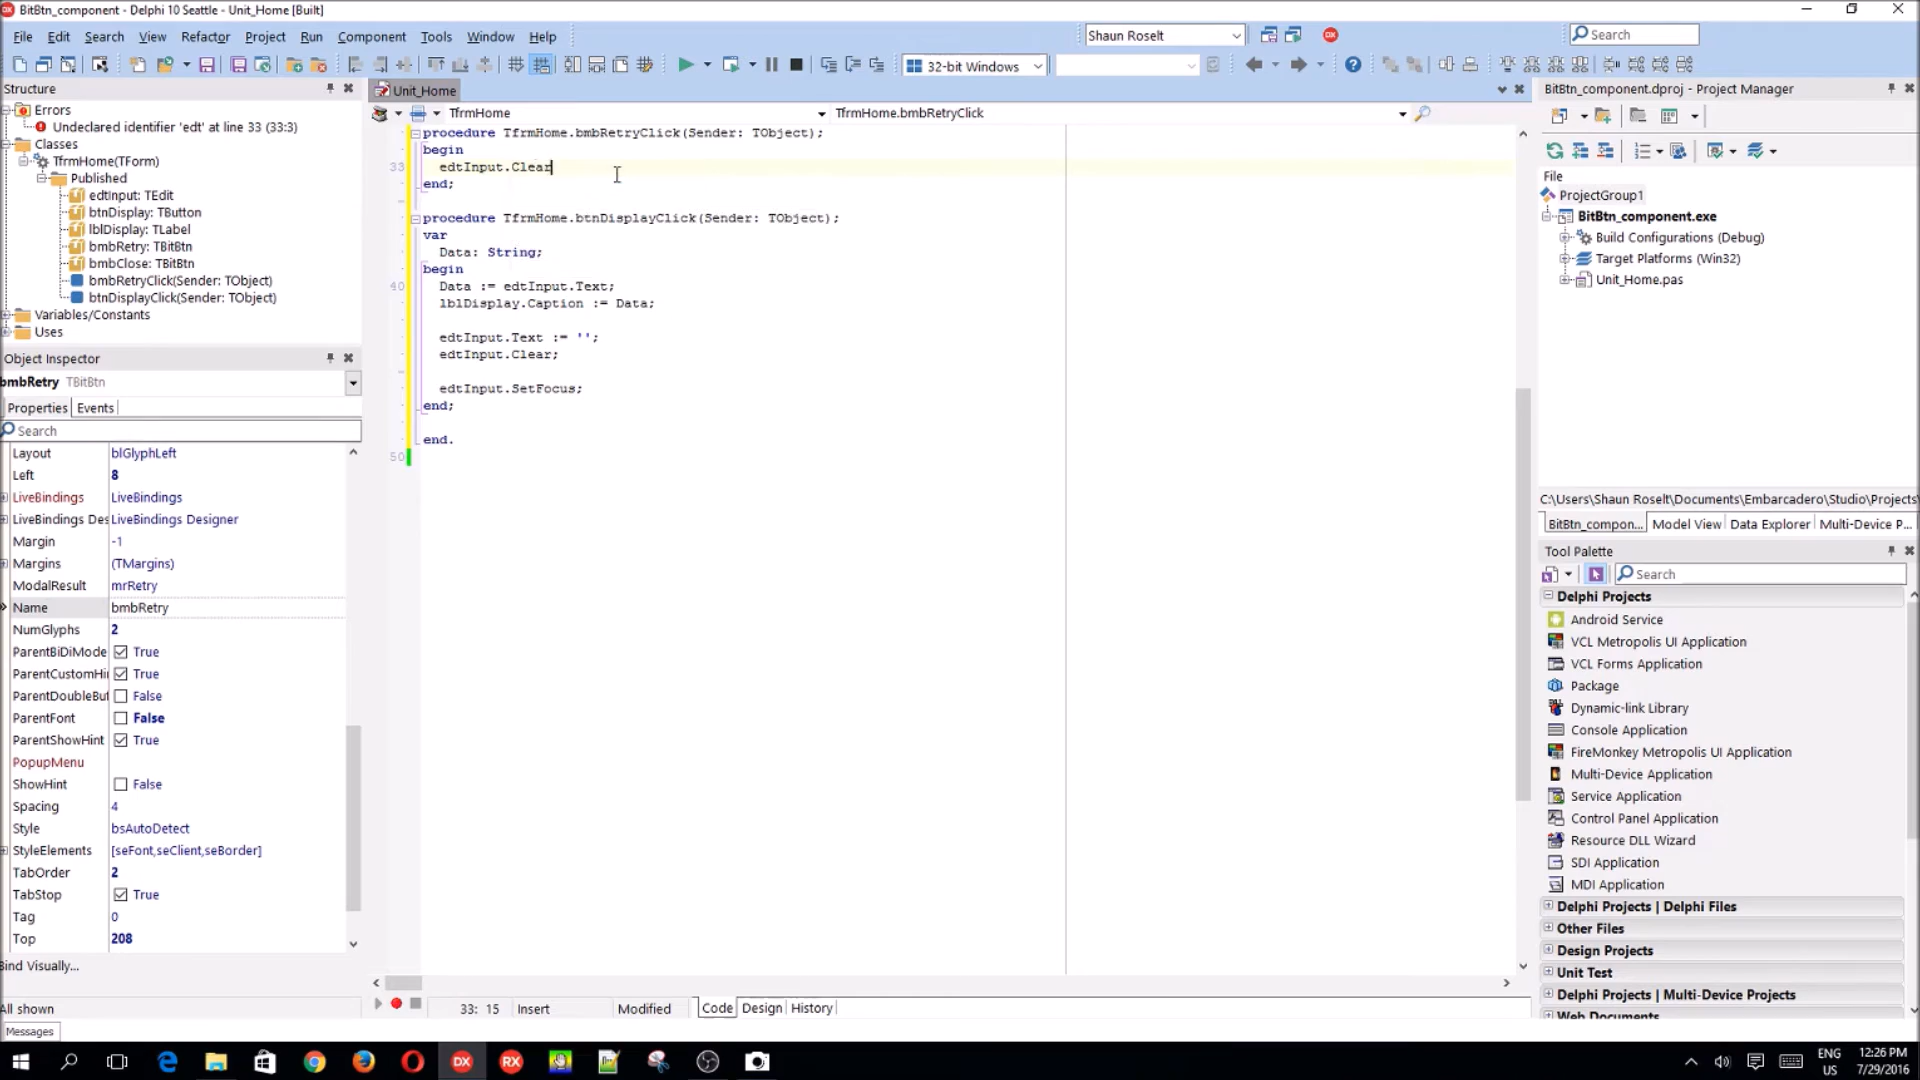 BitBtn_component - Delphi 10 Seattle - Unit_Home [Built]
File Edit Search View Refactor Project Run Component Tools Window Help
Shaun Roselt
Search
32-bit Windows
Structure
Errors
Undeclared identifier 'edt' at line 33 (33:3)
Classes
TfrmHome(TForm)
Published
edtInput: TEdit
btnDisplay: TButton
lblDisplay: TLabel
bmbRetry: TBitBtn
bmbClose: TBitBtn
bmbRetryClick(Sender: TObject)
btnDisplayClick(Sender: TObject)
Variables/Constants
Uses
Object Inspector
bmbRetry TBitBtn
Properties Events
Search
Layout blGlyphLeft
Left 8
LiveBindings LiveBindings
LiveBindings Des LiveBindings Designer
Margin -1
Margins (TMargins)
ModalResult mrRetry
Name bmbRetry
NumGlyphs 2
ParentBiDiMode True
ParentCustomHi True
ParentDoubleBuf False
ParentFont False
ParentShowHint True
PopupMenu
ShowHint False
Spacing 4
Style bsAutoDetect
StyleElements [seFont,seClient,seBorder]
TabOrder 2
TabStop True
Tag 0
Top 208
Bind Visually...
All shown
Messages
Unit_Home
TfrmHome TfrmHome.bmbRetryClick
procedure TfrmHome.bmbRetryClick(Sender: TObject);
begin
33 edtInput.Clear
end;
procedure TfrmHome.btnDisplayClick(Sender: TObject);
var
Data: String;
begin
40 Data := edtInput.Text;
lblDisplay.Caption := Data;
edtInput.Text := '';
edtInput.Clear;
edtInput.SetFocus;
end;
end.
50
33: 15 Insert Modified Code Design History
BitBtn_component.dproj - Project Manager
File
ProjectGroup1
BitBtn_component.exe
Build Configurations (Debug)
Target Platforms (Win32)
Unit_Home.pas
C:\Users\Shaun Roselt\Documents\Embarcadero\Studio\Projects\
BitBtn_compon... Model View Data Explorer Multi-Device P...
Tool Palette
Search
Delphi Projects
Android Service
VCL Metropolis UI Application
VCL Forms Application
Package
Dynamic-link Library
Console Application
FireMonkey Metropolis UI Application
Multi-Device Application
Service Application
Control Panel Application
Resource DLL Wizard
SDI Application
MDI Application
Delphi Projects | Delphi Files
Other Files
Design Projects
Unit Test
Delphi Projects | Multi-Device Projects
Web Documents
DX RX
ENG US
12:26 PM
7/29/2016